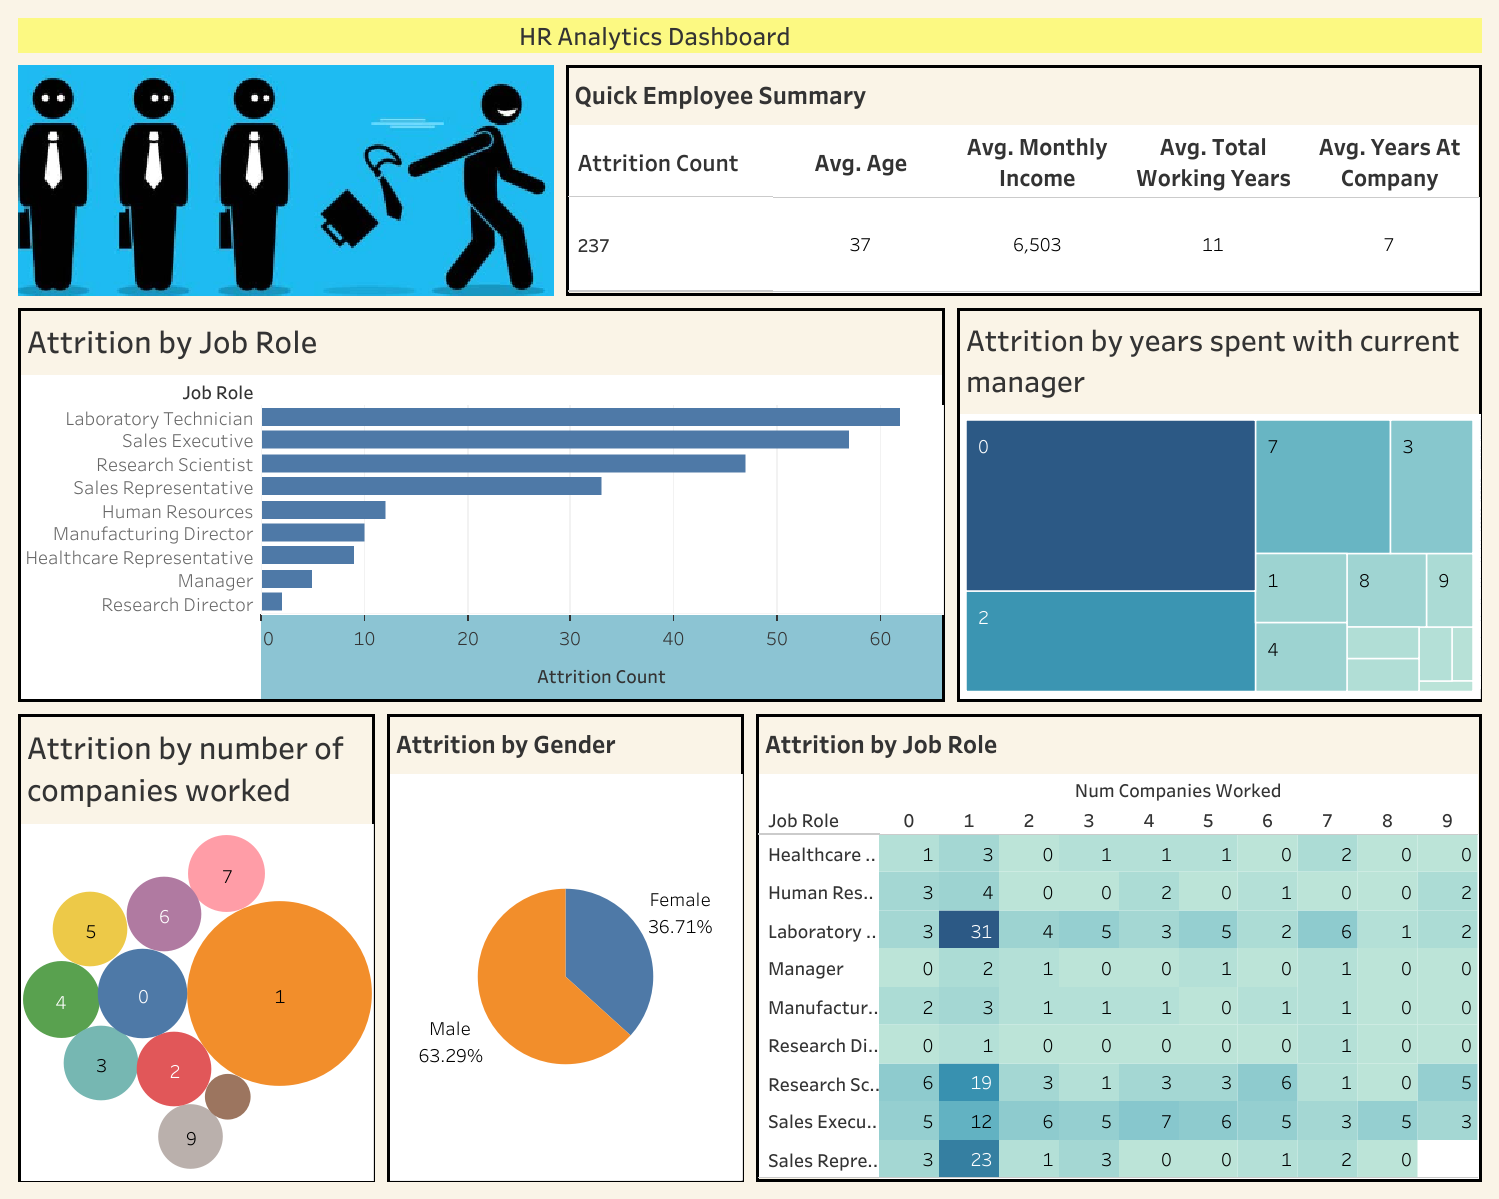 HR Analytics Dashboard
Quick Employee Summary
Attrition Count Avg. Age Avg. Monthly Income Avg. Total Working Years Avg. Years At Company
237 37 6,503 11 7
Attrition by Job Role
Job Role
Laboratory Technician
Sales Executive
Research Scientist
Sales Representative
Human Resources
Manufacturing Director
Healthcare Representative
Manager
Research Director
0 10 20 30 40 50 60
Attrition Count
Attrition by years spent with current
manager
0 7 3
1 8 9
2
4
Attrition by number of
companies worked
7
6
5
1
0
4
3
2
9
Attrition by Gender
Female
36.71%
Male
63.29%
Attrition by Job Role
Num Companies Worked
Job Role 0 1 2 3 4 5 6 7 8 9
Healthcare .. 1 3 0 1 1 1 0 2 0 0
Human Res.. 3 4 0 0 2 0 1 0 0 2
Laboratory .. 3 31 4 5 3 5 2 6 1 2
Manager 0 2 1 0 0 1 0 1 0 0
Manufactur.. 2 3 1 1 1 0 1 1 0 0
Research Di.. 0 1 0 0 0 0 0 1 0 0
Research Sc.. 6 19 3 1 3 3 6 1 0 5
Sales Execu.. 5 12 6 5 7 6 5 3 5 3
Sales Repre.. 3 23 1 3 0 0 1 2 0